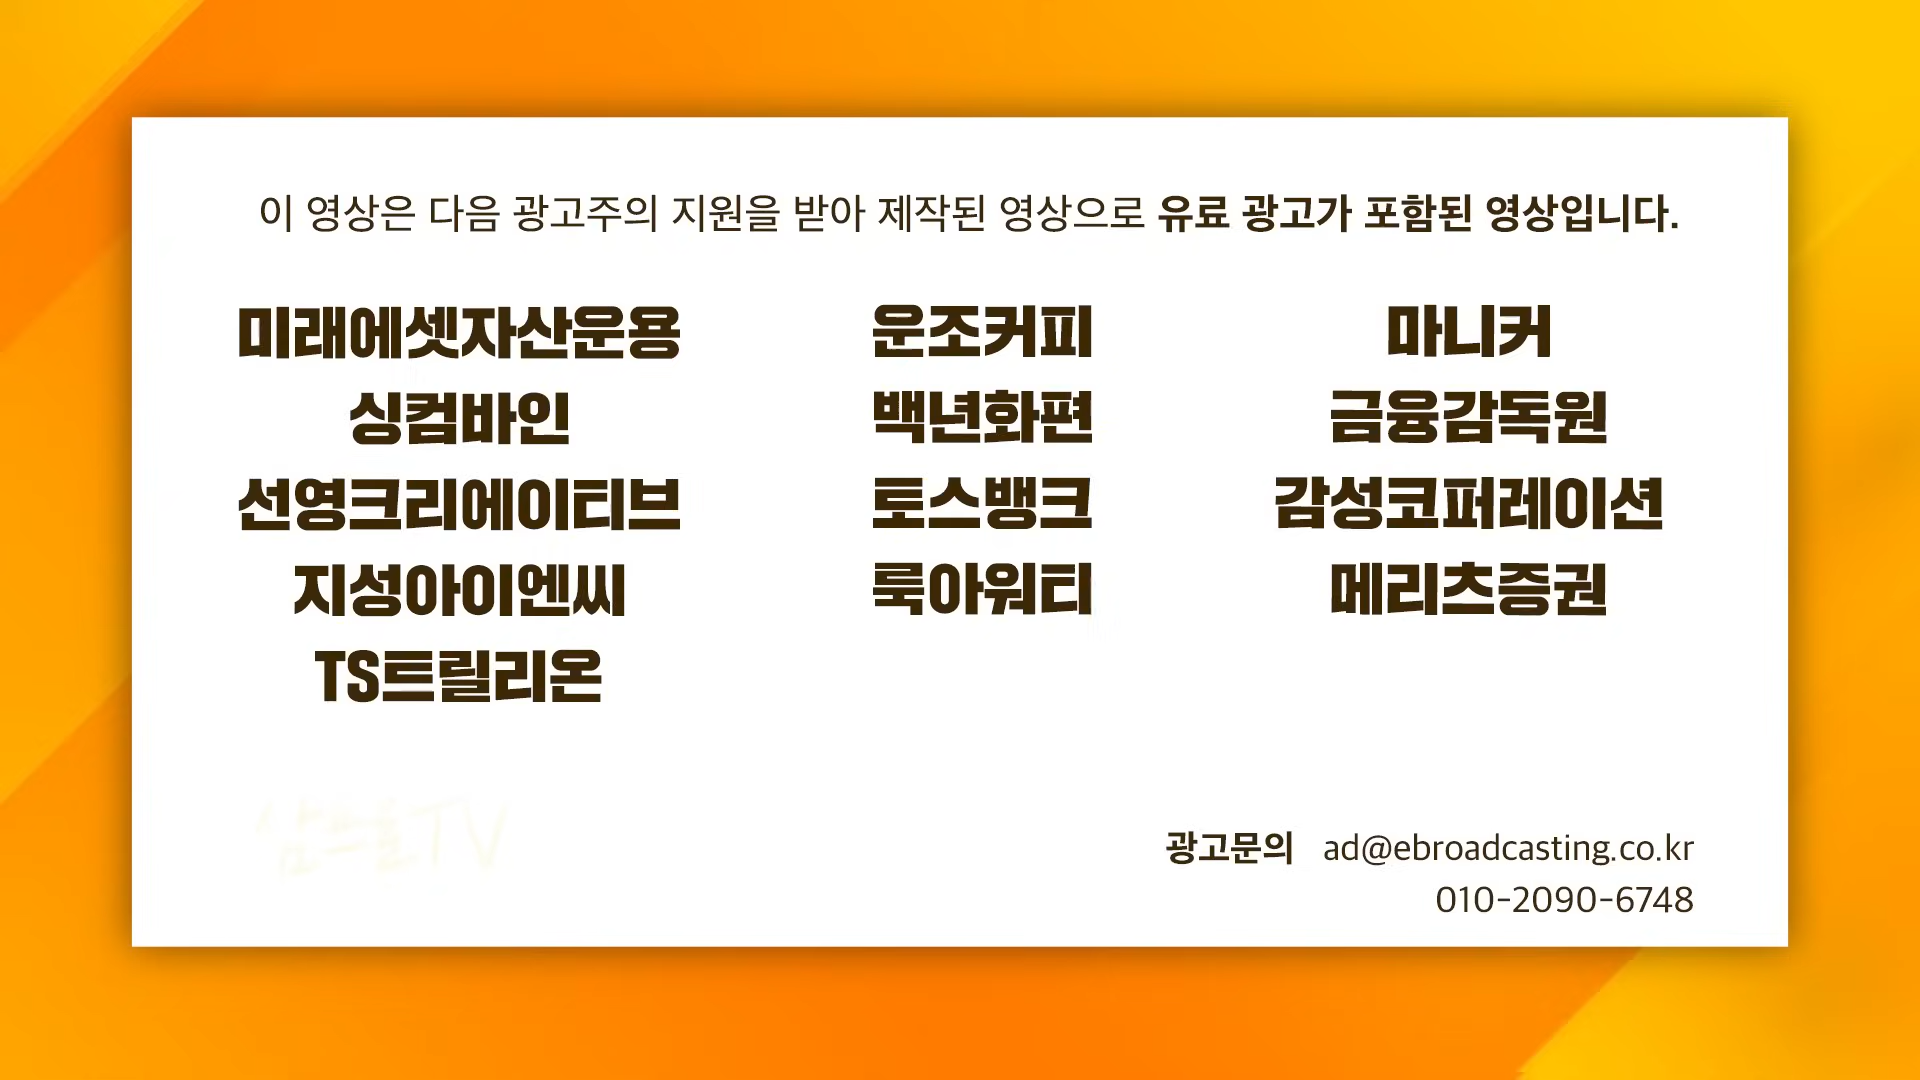 이 영상은 다음 광고주의 지원을 받아 제작된 영상으로 유료 광고가 포함된 영상입니다.
미래에셋자산운용
싱컴바인
선영크리에이티브
지성아이엔씨
TS트릴리온
운조커피
백년화편
토스뱅크
룩아워티
마니커
금융감독원
감성코퍼레이션
메리츠증권
삼프로TV
광고문의 ad@ebroadcasting.co.kr
010-2090-6748